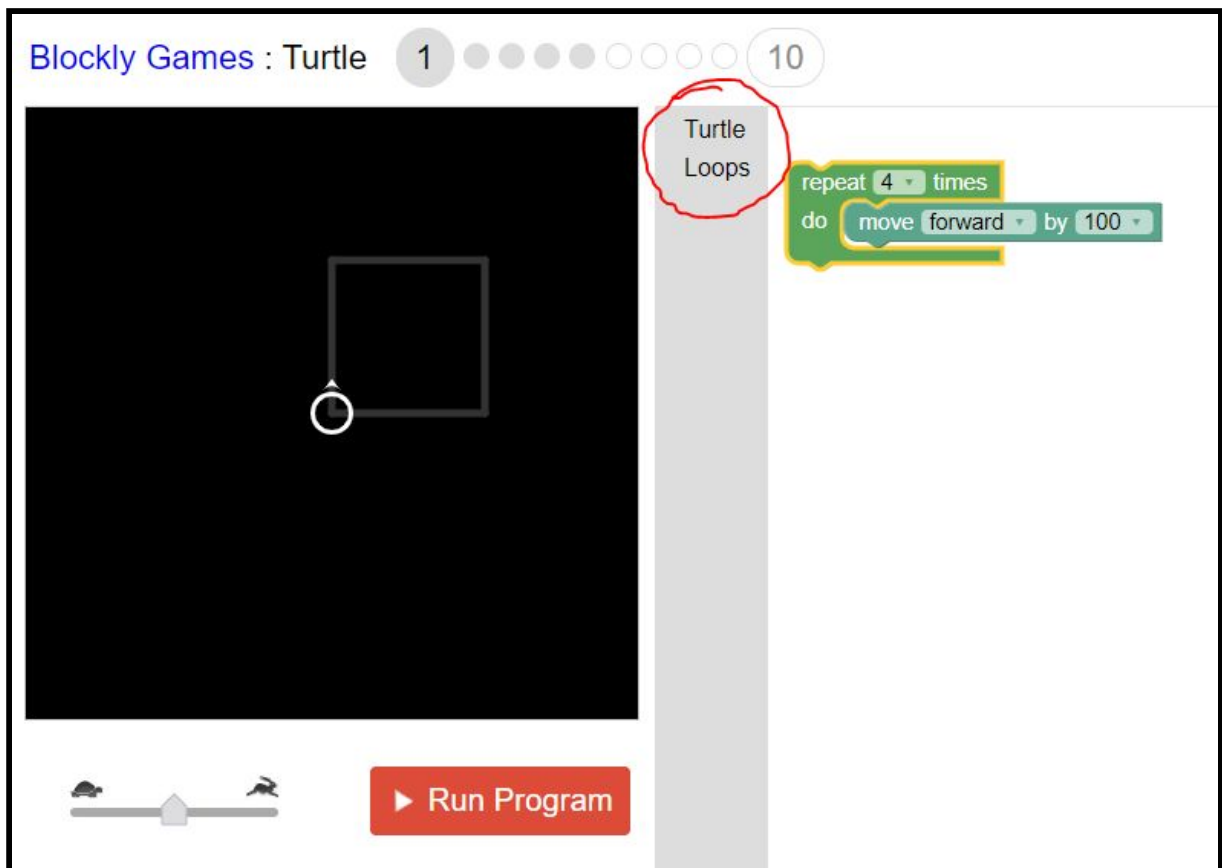 Blockly Games : Turtle 1 10
Turtle
Loops
repeat 4 times
do move forward by 100
Run Program